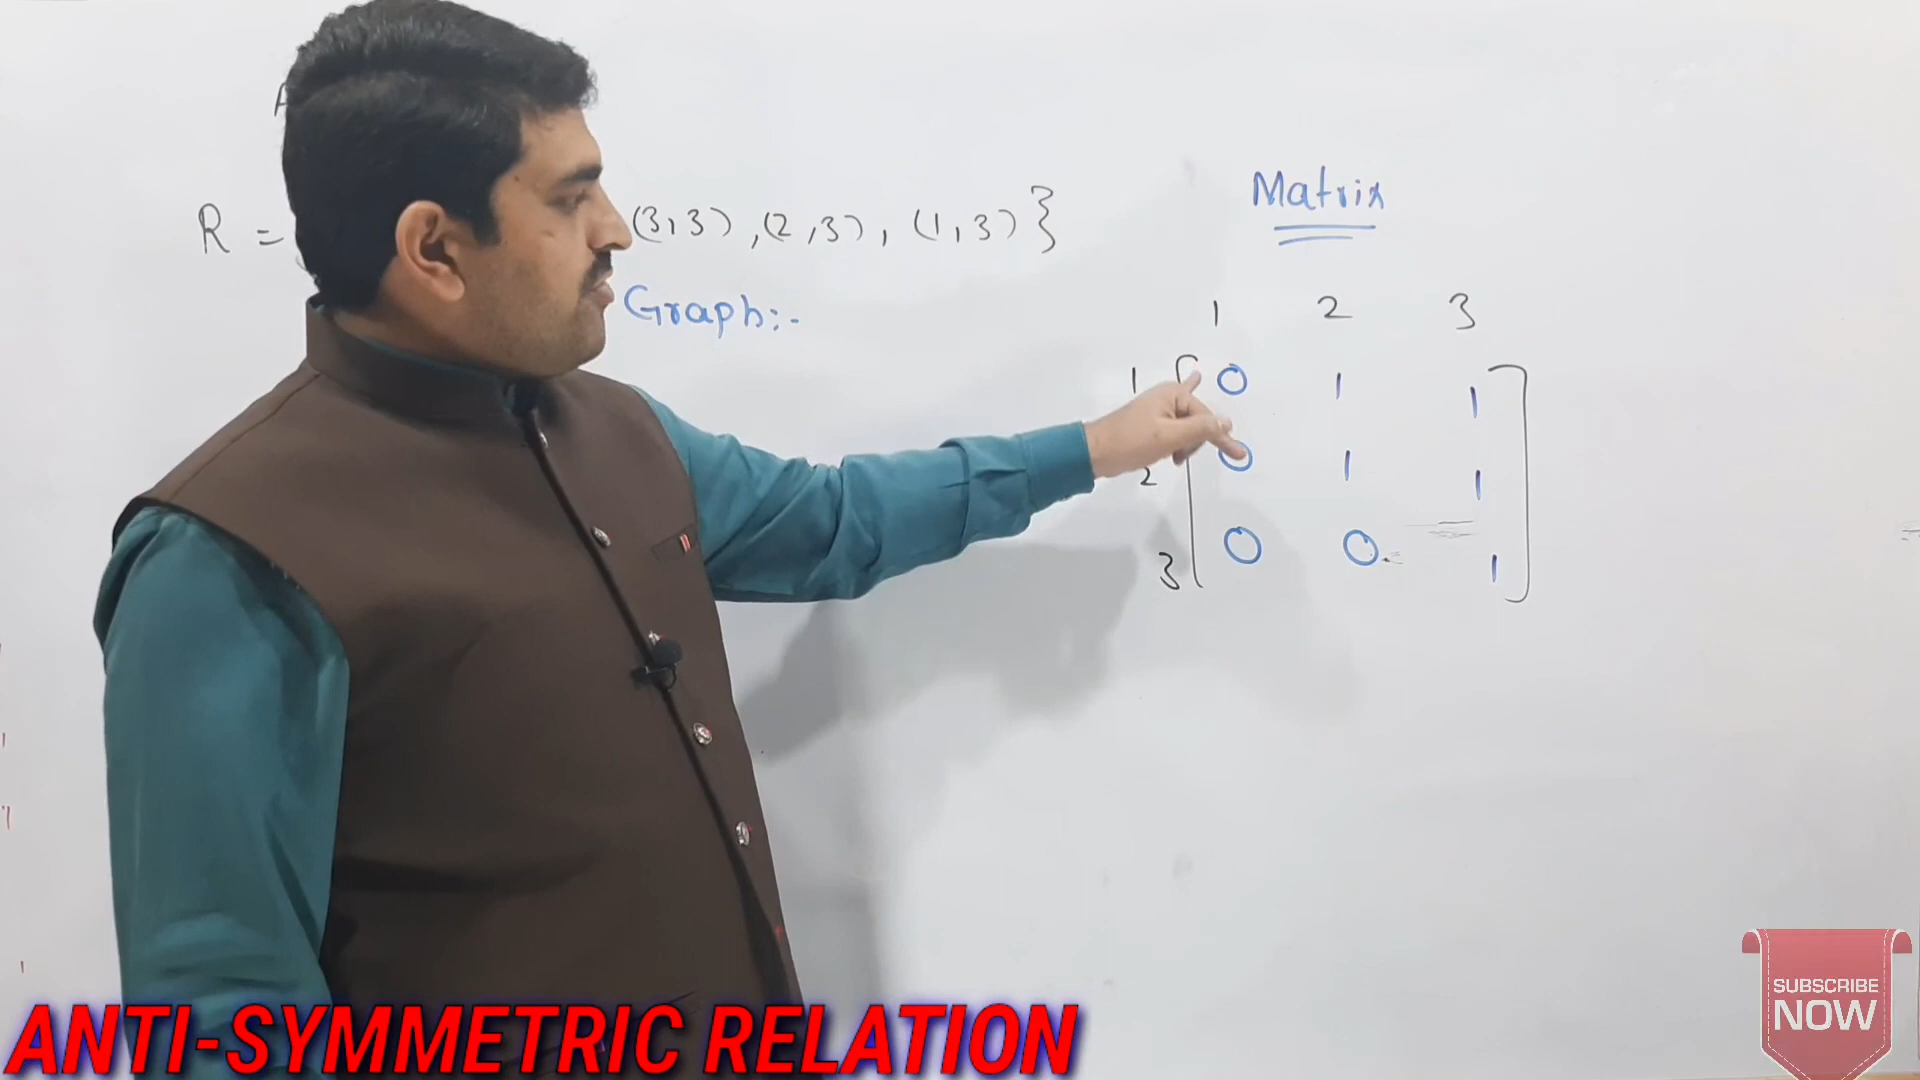 R = (3,3), (2,3), (1,3)}
Graph:-
Matrix
1 2 3
1 0 1 1
2 0 1 1
3 0 0 1
ANTI-SYMMETRIC RELATION
SUBSCRIBE
NOW